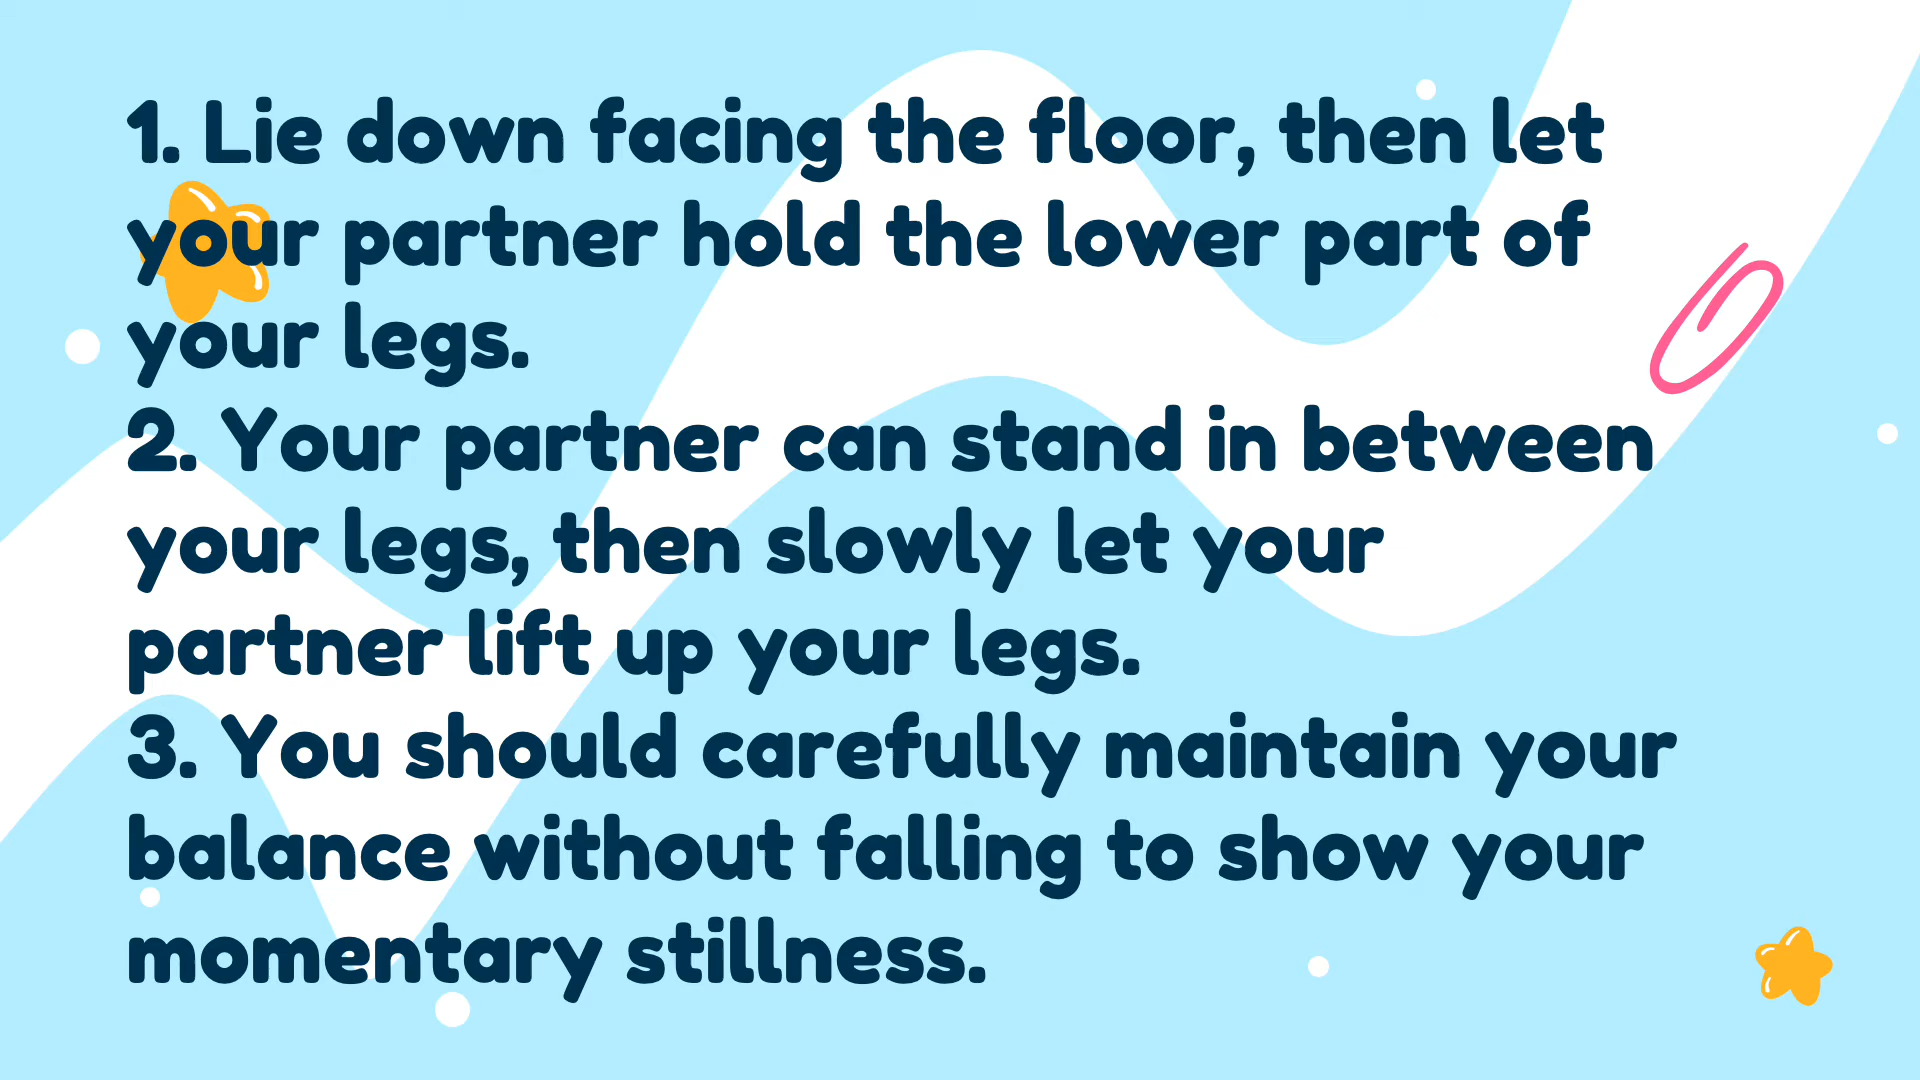 1. Lie down facing the floor, then let
your partner hold the lower part of
your legs.
2. Your partner can stand in between
your legs, then slowly let your
partner lift up your legs.
3. You should carefully maintain your
balance without falling to show your
momentary stillness.